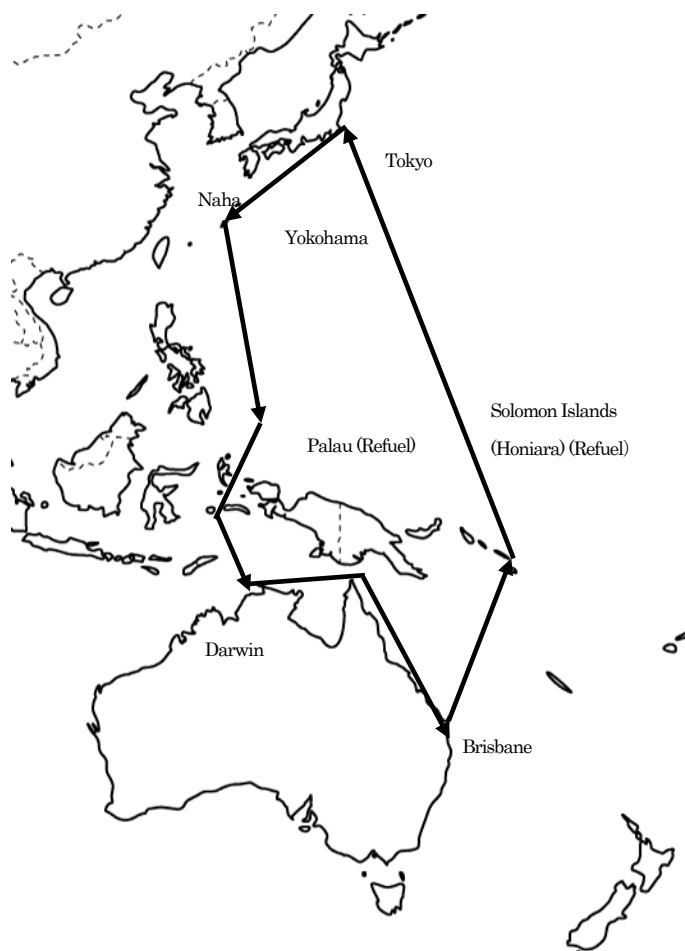 Tokyo
Naha
Yokohama
Solomon Islands
(Honiara) (Refuel)
Palau (Refuel)
Darwin
Brisbane